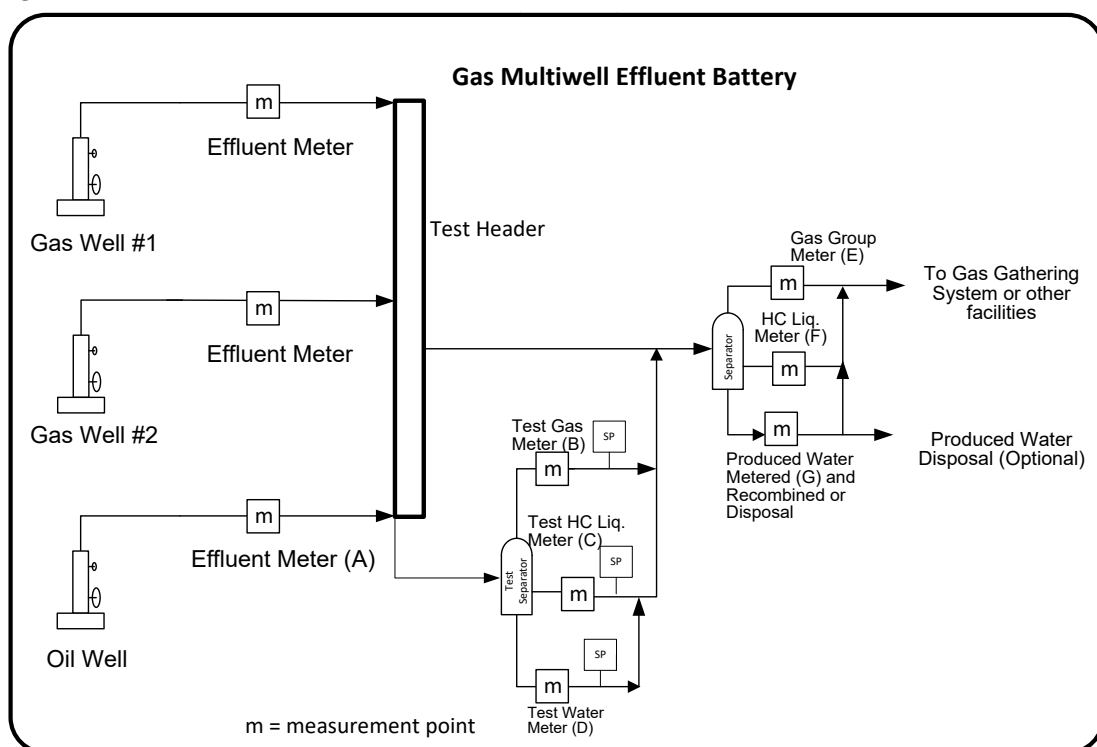 Gas Multiwell Effluent Battery
m
Effluent Meter
Gas Well #1
Test Header
m
Effluent Meter
Gas Well #2
m
Effluent Meter (A)
Oil Well
Gas Group
Meter (E)
m
To Gas Gathering
System or other
facilities
HC Liq.
Meter (F)
m
Separator
m
Produced Water
Metered (G) and
Recombined or
Disposal
Produced Water
Disposal (Optional)
Test Gas
Meter (B)
SP
m
Test HC Liq.
Meter (C)
SP
m
Test
Separator
SP
m
Test Water
Meter (D)
m = measurement point